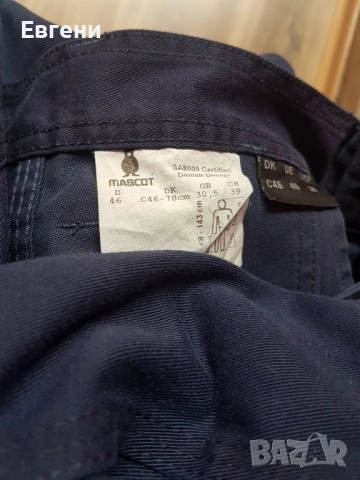 Евгени
MASCOT
SA8000 Certified
Danish Design
D DK GB CH
46 C46-78cm 30,5 39
DK DE
C46 46
BAZAR